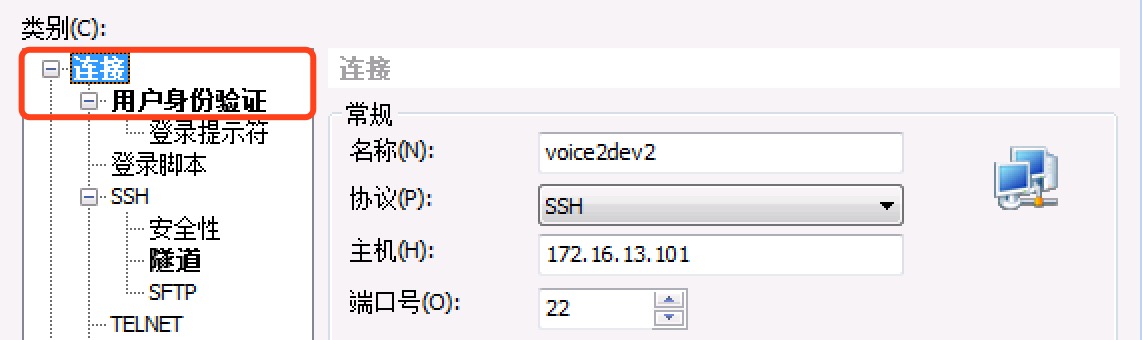 类别(C):
连接
用户身份验证
登录提示符
登录脚本
SSH
安全性
隧道
SFTP
TELNET
连接
常规
名称(N): voice2dev2
协议(P): SSH
主机(H): 172.16.13.101
端口号(O): 22